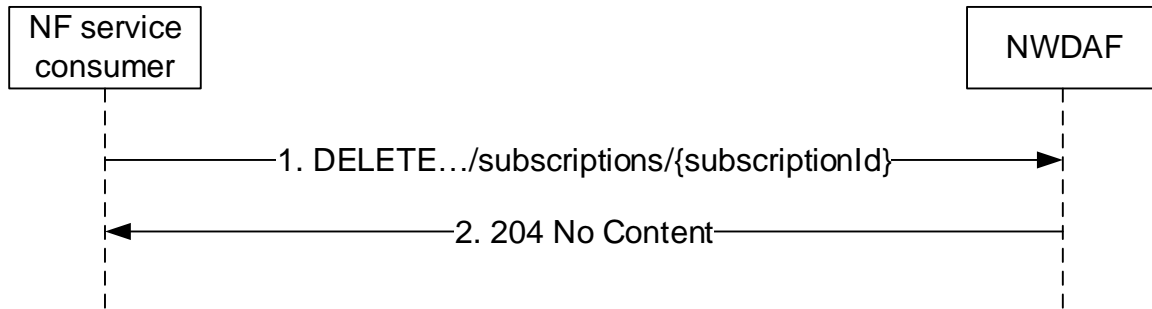 NF service
consumer
NWDAF
1. DELETE…/subscriptions/{subscriptionId}
2. 204 No Content